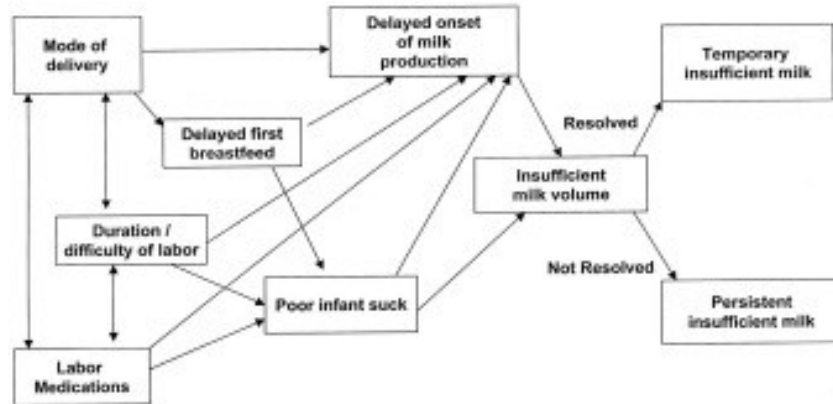 Mode of
delivery
Delayed onset
of milk
production
Temporary
insufficient milk
Delayed first
breastfeed
Resolved
Insufficient
milk volume
Duration /
difficulty of labor
Not Resolved
Poor infant suck
Persistent
insufficient milk
Labor
Medications